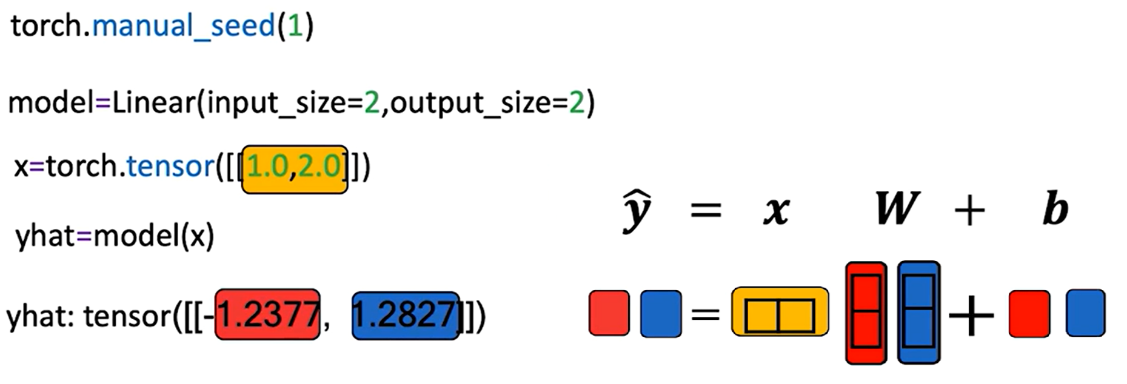 torch.manual_seed(1)
model=Linear(input_size=2,output_size=2)
x=torch.tensor([[1.0,2.0]])
yhat=model(x)
yhat: tensor([[-1.2377, 1.2827]])
ŷ = x W + b
= +